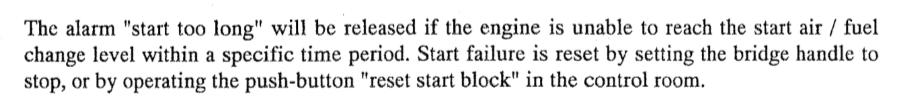 The alarm "start too long" will be released if the engine is unable to reach the start air / fuel
change level within a specific time period. Start failure is reset by setting the bridge handle to
stop, or by operating the push-button "reset start block" in the control room.